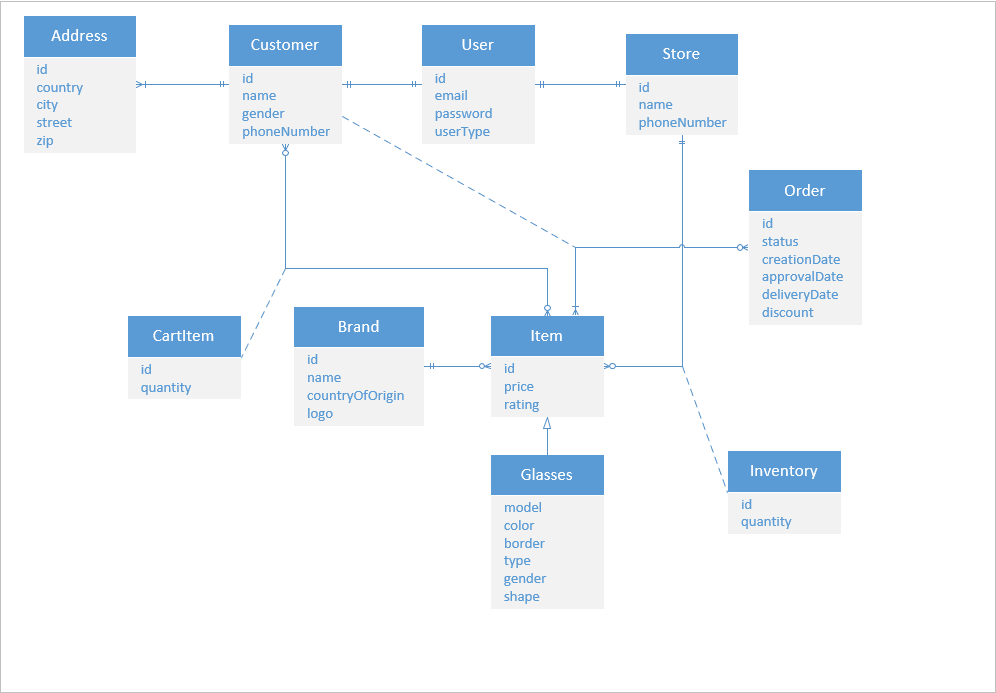 Address
id
country
city
street
zip
Customer
id
name
gender
phoneNumber
User
id
email
password
userType
Store
id
name
phoneNumber
Order
id
status
creationDate
approvalDate
deliveryDate
discount
CartItem
id
quantity
Brand
id
name
countryOfOrigin
logo
Item
id
price
rating
Glasses
model
color
border
type
gender
shape
Inventory
id
quantity